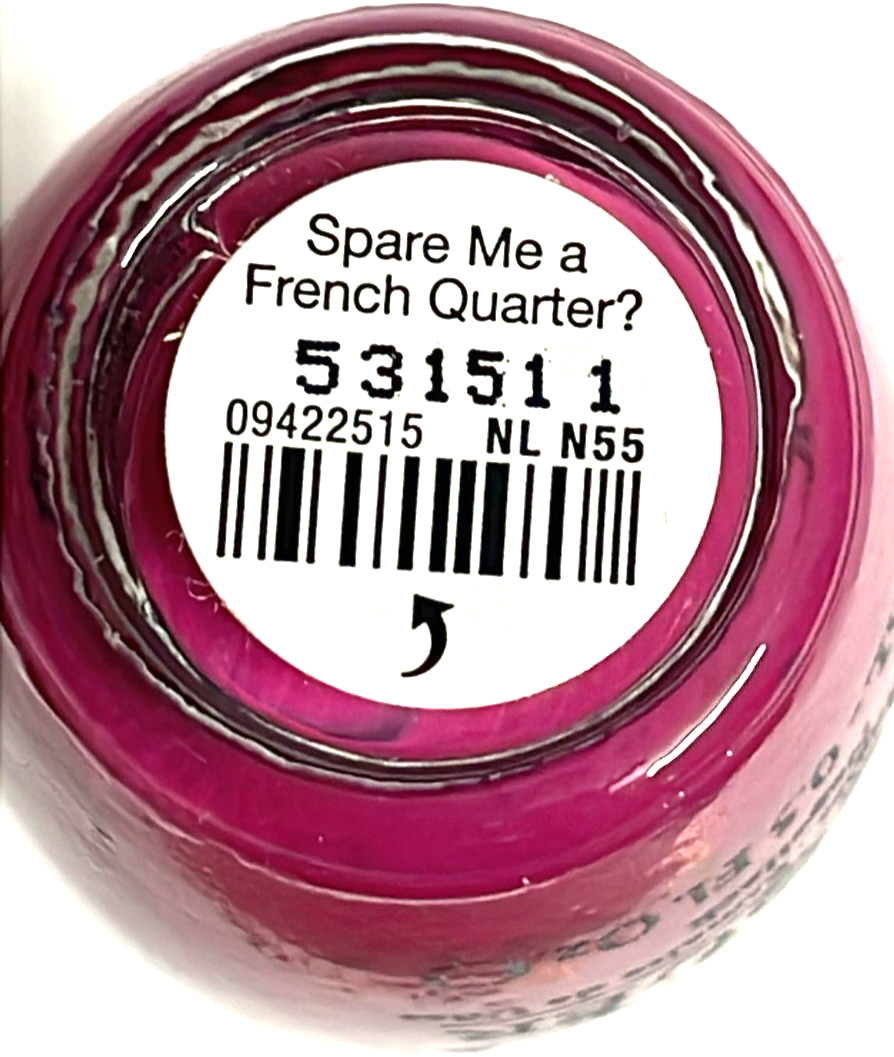 Spare Me a
French Quarter?
531511
09422515 NL N55